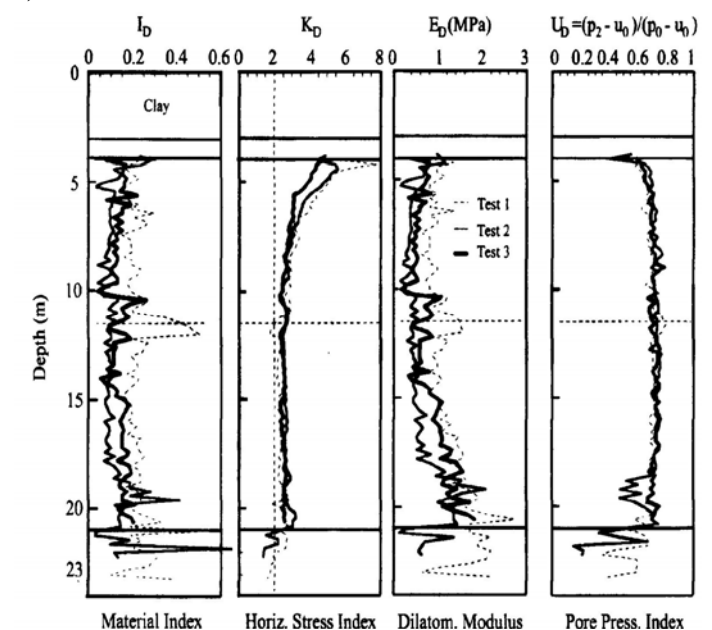 I_D K_D E_D(MPa) U_D=(p_2 - u_0)/(p_0 - u_0)
0 0.2 0.4 0.6 0 2 4 6 8 0 1 2 3 0 0.4 0.6 0.8 1
0
Clay
5
Test 1
Test 2
Test 3
10
Depth (m)
15
20
23
Material Index Horiz. Stress Index Dilatom. Modulus Pore Press. Index